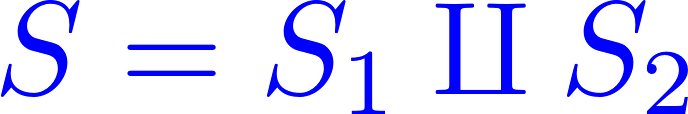 S = S₁ ⨿ S₂